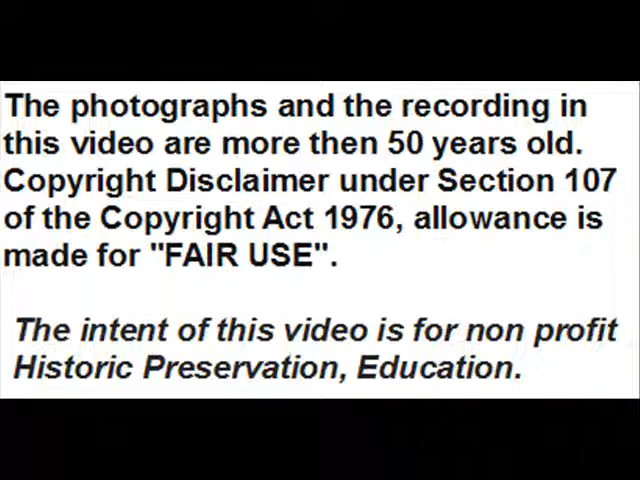 The photographs and the recording in
this video are more then 50 years old.
Copyright Disclaimer under Section 107
of the Copyright Act 1976, allowance is
made for "FAIR USE".
The intent of this video is for non profit
Historic Preservation, Education.